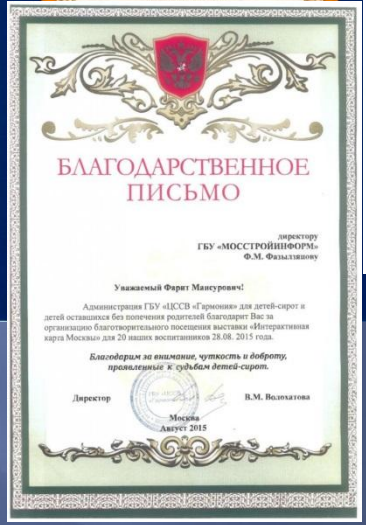 БЛАГОДАРСТВЕННОЕ
ПИСЬМО
директору
ГБУ «МОССТРОЙИНФОРМ»
Ф.М. Фазылзянову
Уважаемый Фарит Мансурович!
Администрация ГБУ «ЦССВ «Гармония» для детей-сирот и
детей оставшихся без попечения родителей благодарит Вас за
организацию благотворительного посещения выставки «Интерактивная
карта Москвы» для 20 наших воспитанников 28.08. 2015 года.
Благодарим за внимание, чуткость и доброту,
проявленные к судьбам детей-сирот.
Директор В.М. Волохатова
Москва
Август 2015